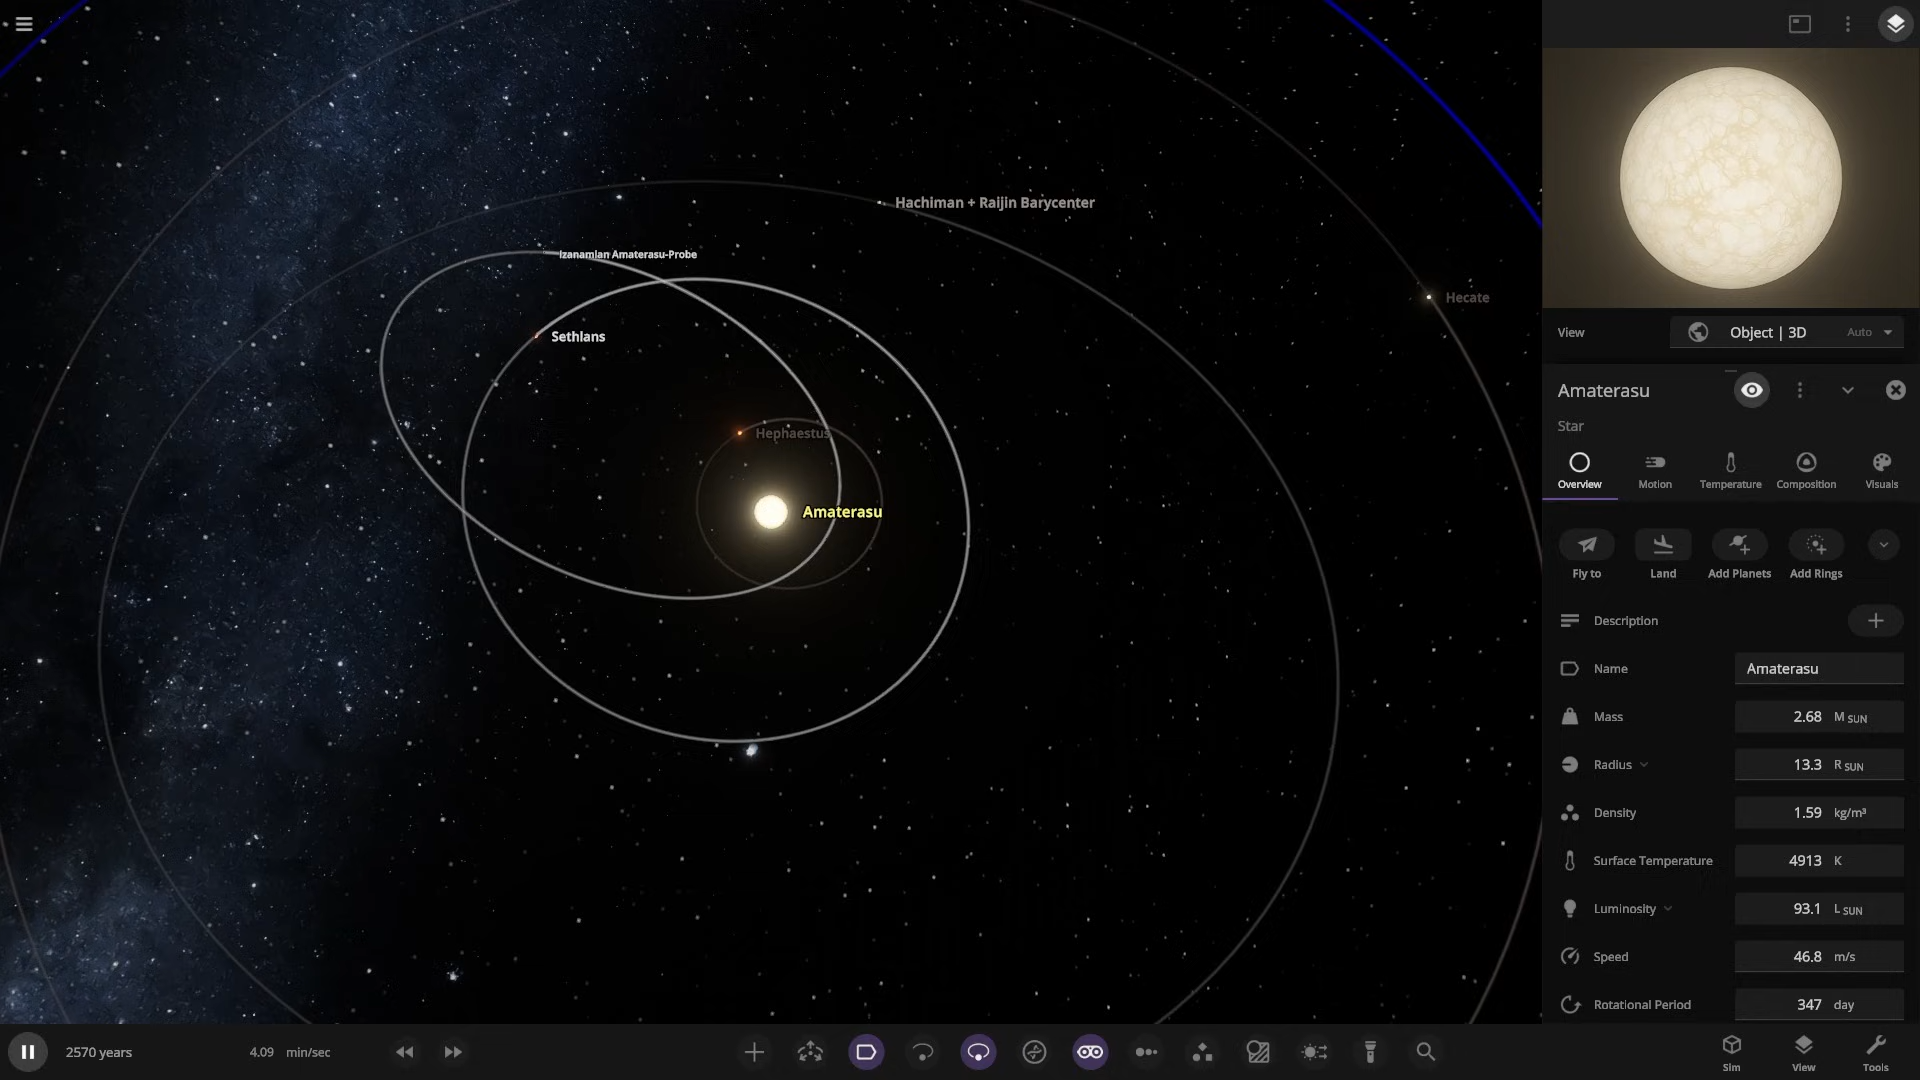 Hachiman + Raijin Barycenter
Izanamian Amaterasu-Probe
Hecate
Sethlans
Hephaestus
Amaterasu
View
Object | 3D
Auto
Amaterasu
Star
Overview
Motion
Temperature
Composition
Visuals
Fly to
Land
Add Planets
Add Rings
Description
Name
Amaterasu
Mass
2.68 M SUN
Radius
13.3 R SUN
Density
1.59 kg/m³
Surface Temperature
4913 K
Luminosity
93.1 L SUN
Speed
46.8 m/s
Rotational Period
347 day
2570 years
4.09 min/sec
Sim
View
Tools